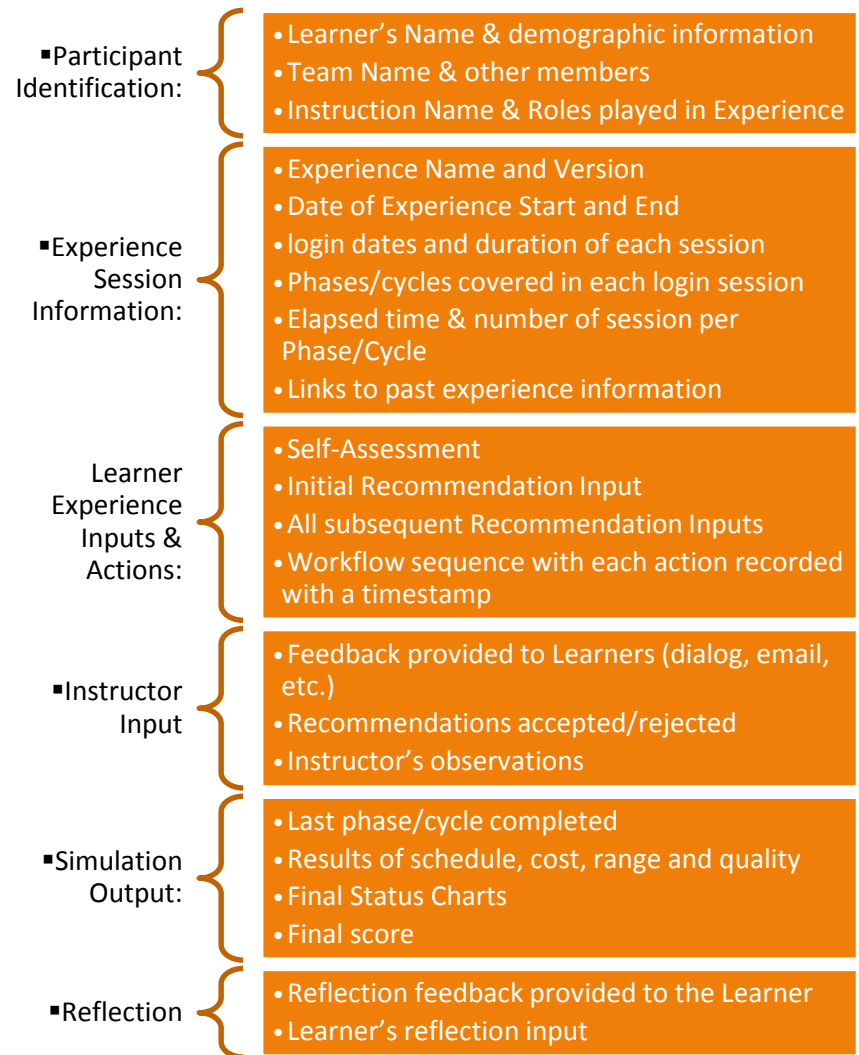 ▪Participant
Identification:
•Learner’s Name & demographic information
•Team Name & other members
•Instruction Name & Roles played in Experience
▪Experience
Session
Information:
•Experience Name and Version
•Date of Experience Start and End
•login dates and duration of each session
•Phases/cycles covered in each login session
•Elapsed time & number of session per
Phase/Cycle
•Links to past experience information
Learner
Experience
Inputs &
Actions:
•Self-Assessment
•Initial Recommendation Input
•All subsequent Recommendation Inputs
•Workflow sequence with each action recorded
with a timestamp
▪Instructor
Input
•Feedback provided to Learners (dialog, email,
etc.)
•Recommendations accepted/rejected
•Instructor’s observations
▪Simulation
Output:
•Last phase/cycle completed
•Results of schedule, cost, range and quality
•Final Status Charts
•Final score
▪Reflection
•Reflection feedback provided to the Learner
•Learner’s reflection input